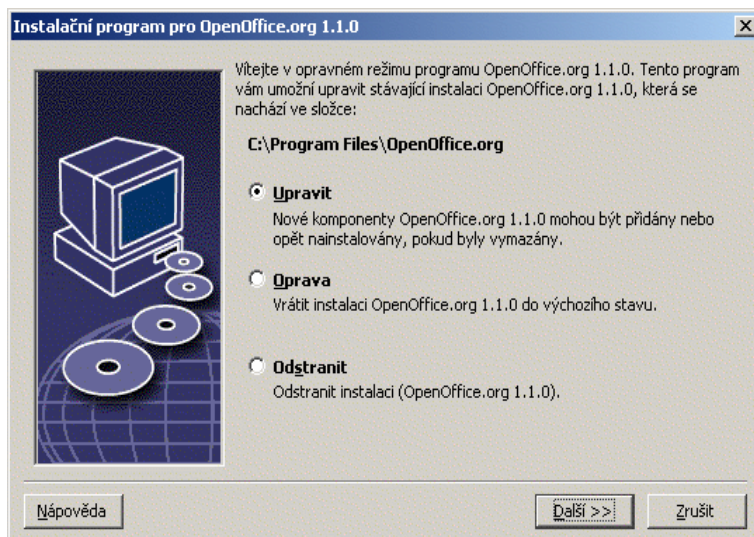 Instalační program pro OpenOffice.org 1.1.0
Vítejte v opravném režimu programu OpenOffice.org 1.1.0. Tento program
vám umožní upravit stávající instalaci OpenOffice.org 1.1.0, která se
nachází ve složce:
C:\Program Files\OpenOffice.org
Upravit
Nové komponenty OpenOffice.org 1.1.0 mohou být přidány nebo
opět nainstalovány, pokud byly vymazány.
Oprava
Vrátit instalaci OpenOffice.org 1.1.0 do výchozího stavu.
Odstranit
Odstranit instalaci (OpenOffice.org 1.1.0).
Nápověda
Další >>
Zrušit